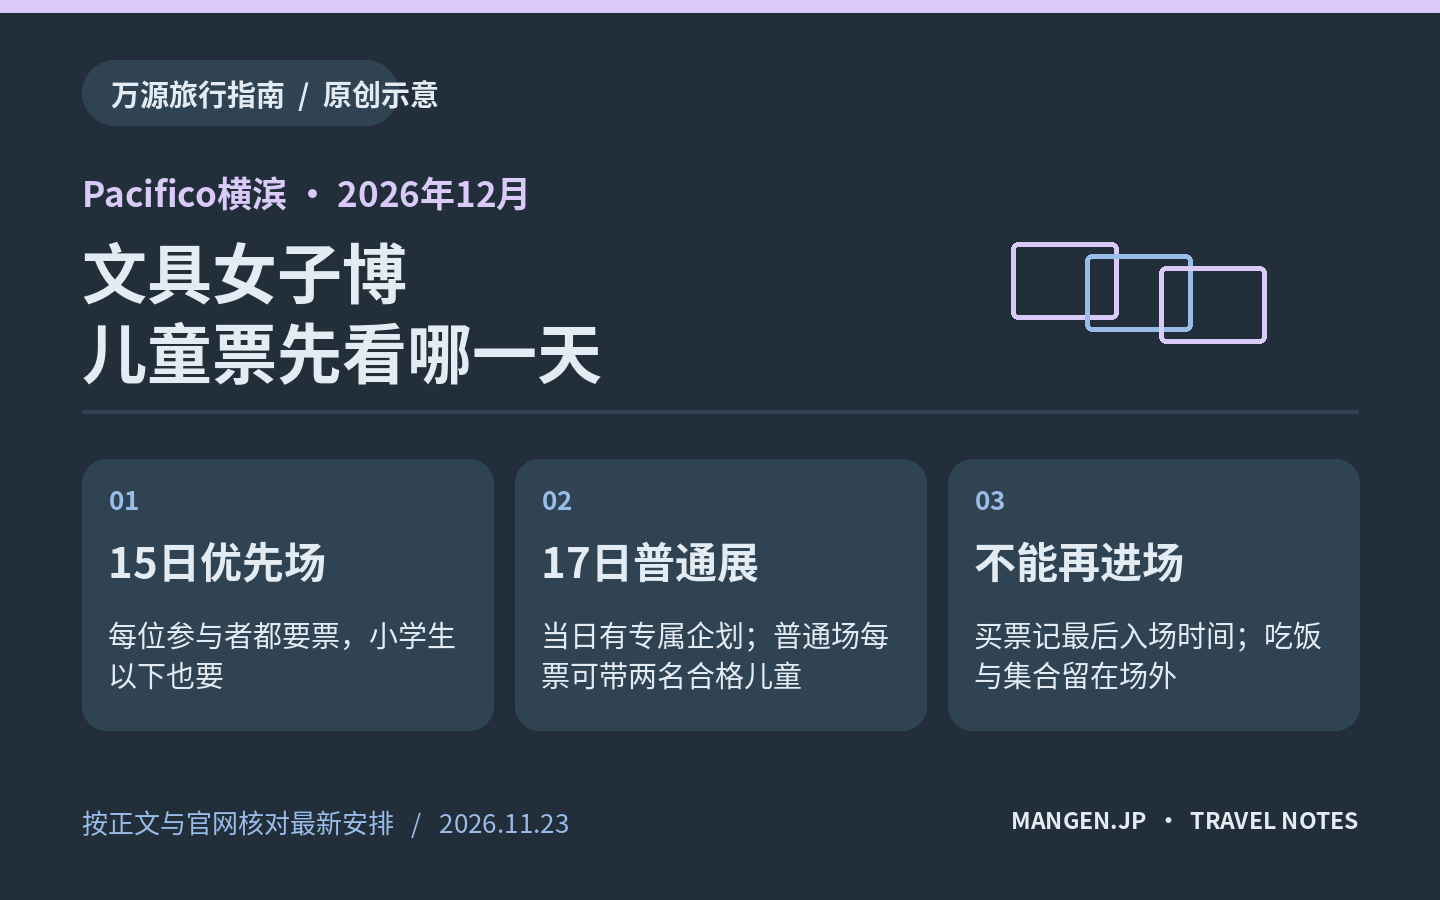 万源旅行指南 / 原创示意
Pacifico横滨 · 2026年12月
文具女子博
儿童票先看哪一天
01
15日优先场
每位参与者都要票，小学生
以下也要
02
17日普通展
当日有专属企划；普通场每
票可带两名合格儿童
03
不能再进场
买票记最后入场时间；吃饭
与集合留在场外
按正文与官网核对最新安排 / 2026.11.23
MANGEN.JP · TRAVEL NOTES